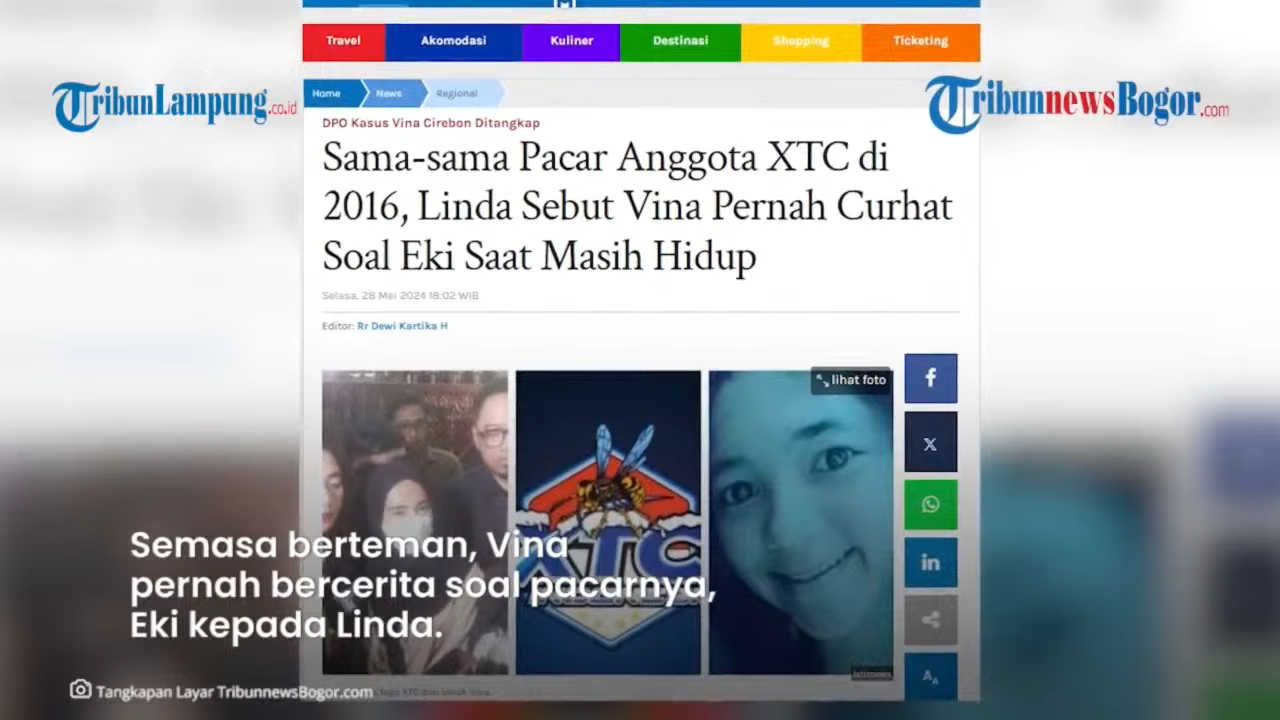 Travel
Akomodasi
Kuliner
Destinasi
Shopping
Ticketing
TribunLampung.co.id
TribunnewsBogor.com
Home
News
Regional
DPO Kasus Vina Cirebon Ditangkap
Sama-sama Pacar Anggota XTC di
2016, Linda Sebut Vina Pernah Curhat
Soal Eki Saat Masih Hidup
Selasa, 28 Mei 2024 18:02 WIB
Editor: Rr Dewi Kartika H
lihat foto
XTC
Semasa berteman, Vina
pernah bercerita soal pacarnya,
Eki kepada Linda.
Tangkapan Layar TribunnewsBogor.com